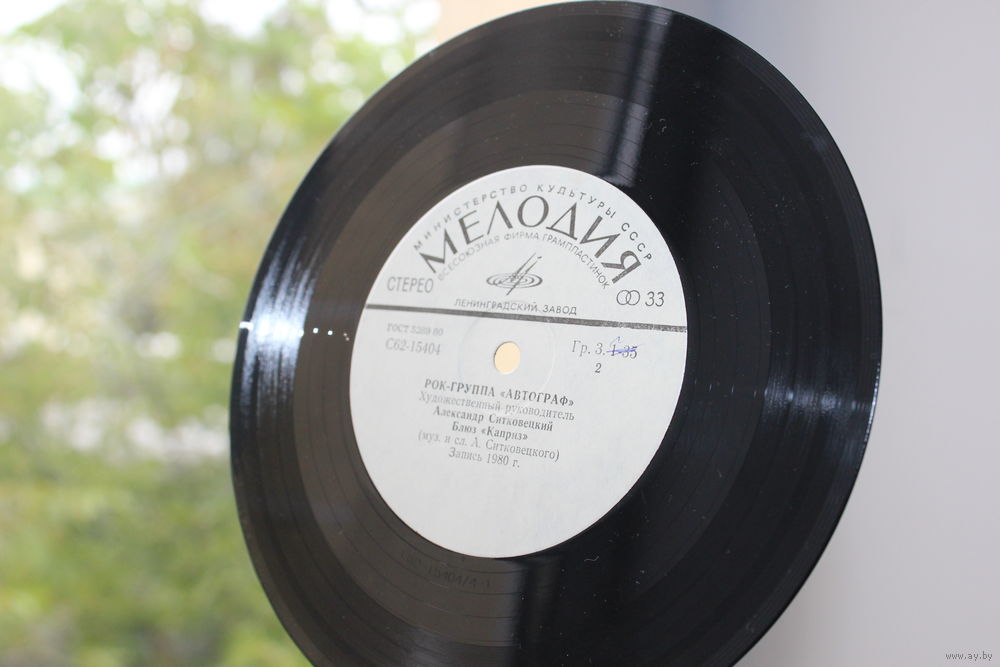 МИНИСТЕРСТВО КУЛЬТУРЫ СССР
МЕЛОДИЯ
ВСЕСОЮЗНАЯ ФИРМА ГРАМПЛАСТИНОК
СТЕРЕО
33
ЛЕНИНГРАДСКИЙ ЗАВОД
ГОСТ 5289 80
С62-15404
Гр. 3.
2
РОК-ГРУППА «АВТОГРАФ»
Художественный руководитель
Александр Ситковецкий
Блюз «Каприз»
(муз. и сл. А. Ситковецкого)
Запись 1980 г.
www.ay.by